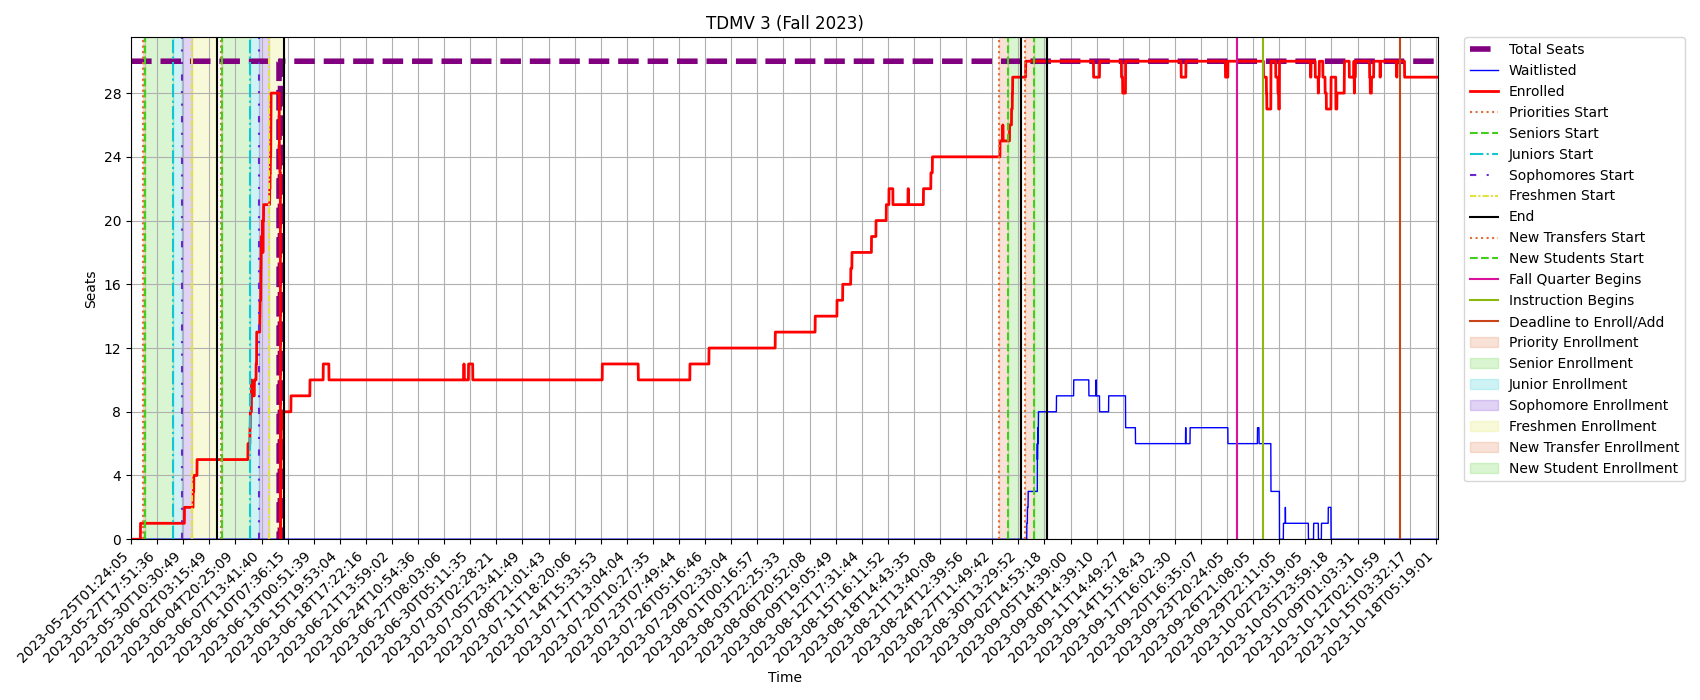 TDMV 3 (Fall 2023)
Seats
28
24
20
16
12
8
4
0
2023-05-25T01:24:05
2023-05-27T17:51:36
2023-05-30T10:30:49
2023-06-02T03:15:49
2023-06-04T20:25:09
2023-06-07T13:41:40
2023-06-10T07:36:15
2023-06-13T00:51:39
2023-06-15T19:53:04
2023-06-18T17:22:16
2023-06-21T13:59:02
2023-06-24T10:54:36
2023-06-27T08:03:06
2023-06-30T05:11:35
2023-07-03T02:28:21
2023-07-05T23:41:49
2023-07-08T21:01:43
2023-07-11T18:20:06
2023-07-14T15:33:53
2023-07-17T13:04:04
2023-07-20T10:27:35
2023-07-23T07:49:44
2023-07-26T05:16:46
2023-07-29T02:33:04
2023-08-01T00:16:57
2023-08-03T22:25:33
2023-08-06T20:52:08
2023-08-09T19:05:49
2023-08-12T17:31:44
2023-08-15T16:11:52
2023-08-18T14:43:35
2023-08-21T13:40:08
2023-08-24T12:39:56
2023-08-27T11:49:42
2023-08-30T13:29:52
2023-09-02T14:53:18
2023-09-05T14:39:00
2023-09-08T14:39:10
2023-09-11T14:49:27
2023-09-14T15:18:43
2023-09-17T16:02:30
2023-09-20T16:35:07
2023-09-23T20:24:05
2023-09-26T21:08:05
2023-09-29T22:11:05
2023-10-02T23:19:05
2023-10-05T23:59:18
2023-10-09T01:03:31
2023-10-12T02:10:59
2023-10-15T03:32:17
2023-10-18T05:19:01
Time
Total Seats
Waitlisted
Enrolled
Priorities Start
Seniors Start
Juniors Start
Sophomores Start
Freshmen Start
End
New Transfers Start
New Students Start
Fall Quarter Begins
Instruction Begins
Deadline to Enroll/Add
Priority Enrollment
Senior Enrollment
Junior Enrollment
Sophomore Enrollment
Freshmen Enrollment
New Transfer Enrollment
New Student Enrollment